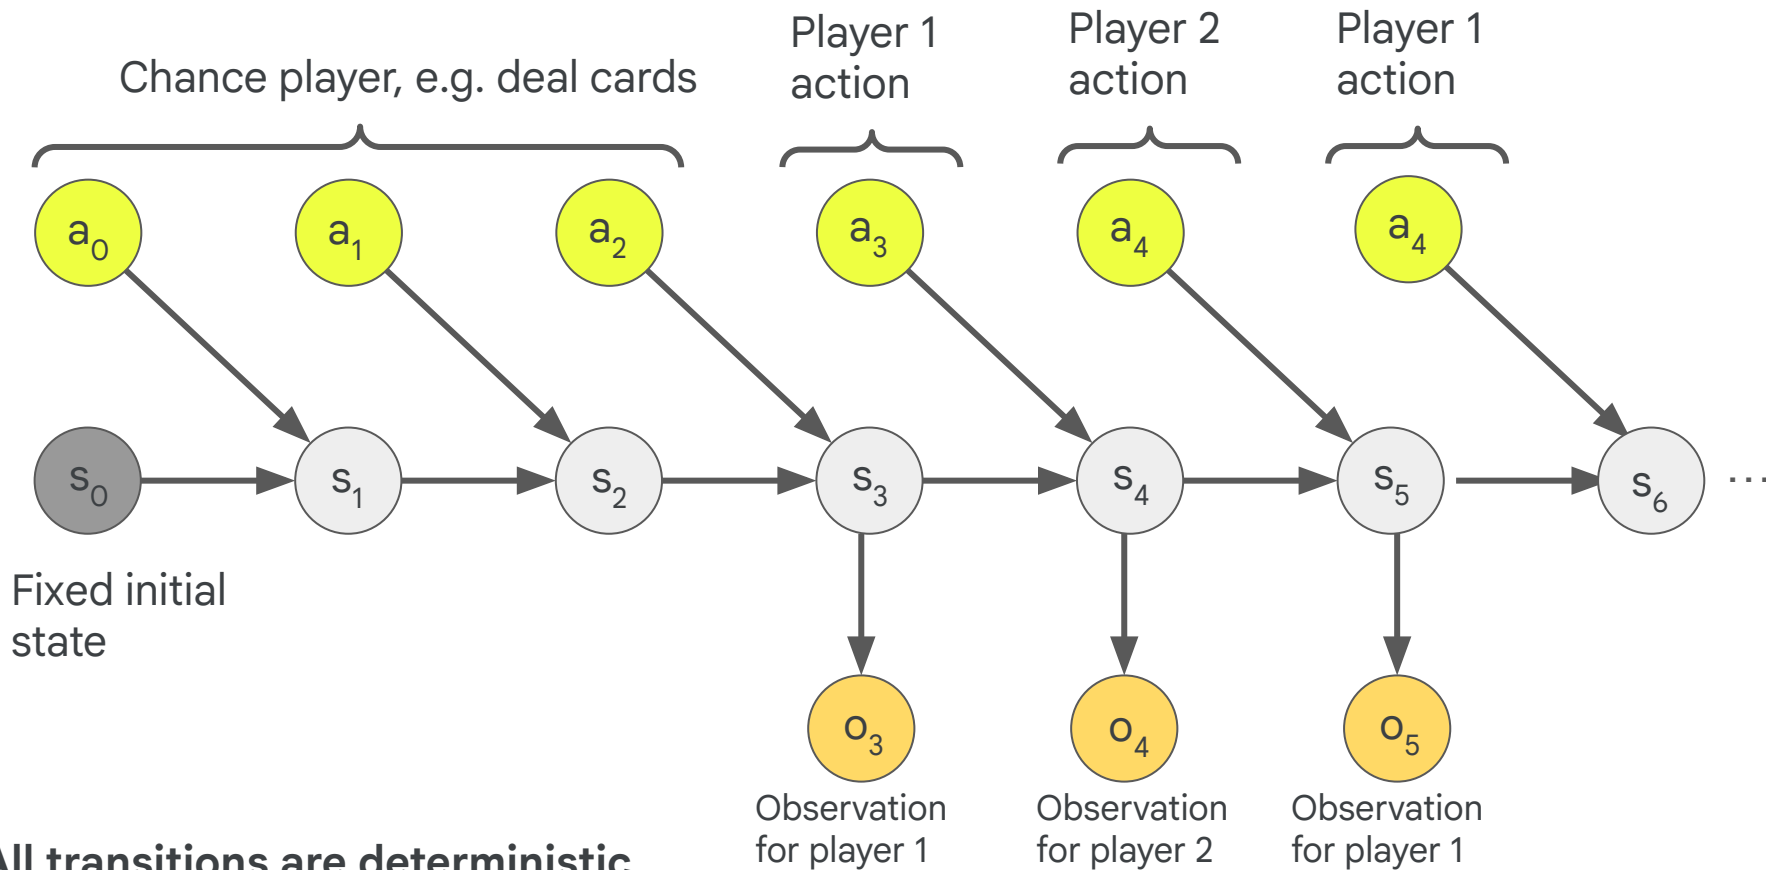 Chance player, e.g. deal cards
Player 1
action
Player 2
action
Player 1
action
a0
a1
a2
a3
a4
a4
s0
s1
s2
s3
s4
s5
s6
...
Fixed initial
state
o3
o4
o5
Observation
for player 1
Observation
for player 2
Observation
for player 1
All transitions are deterministic